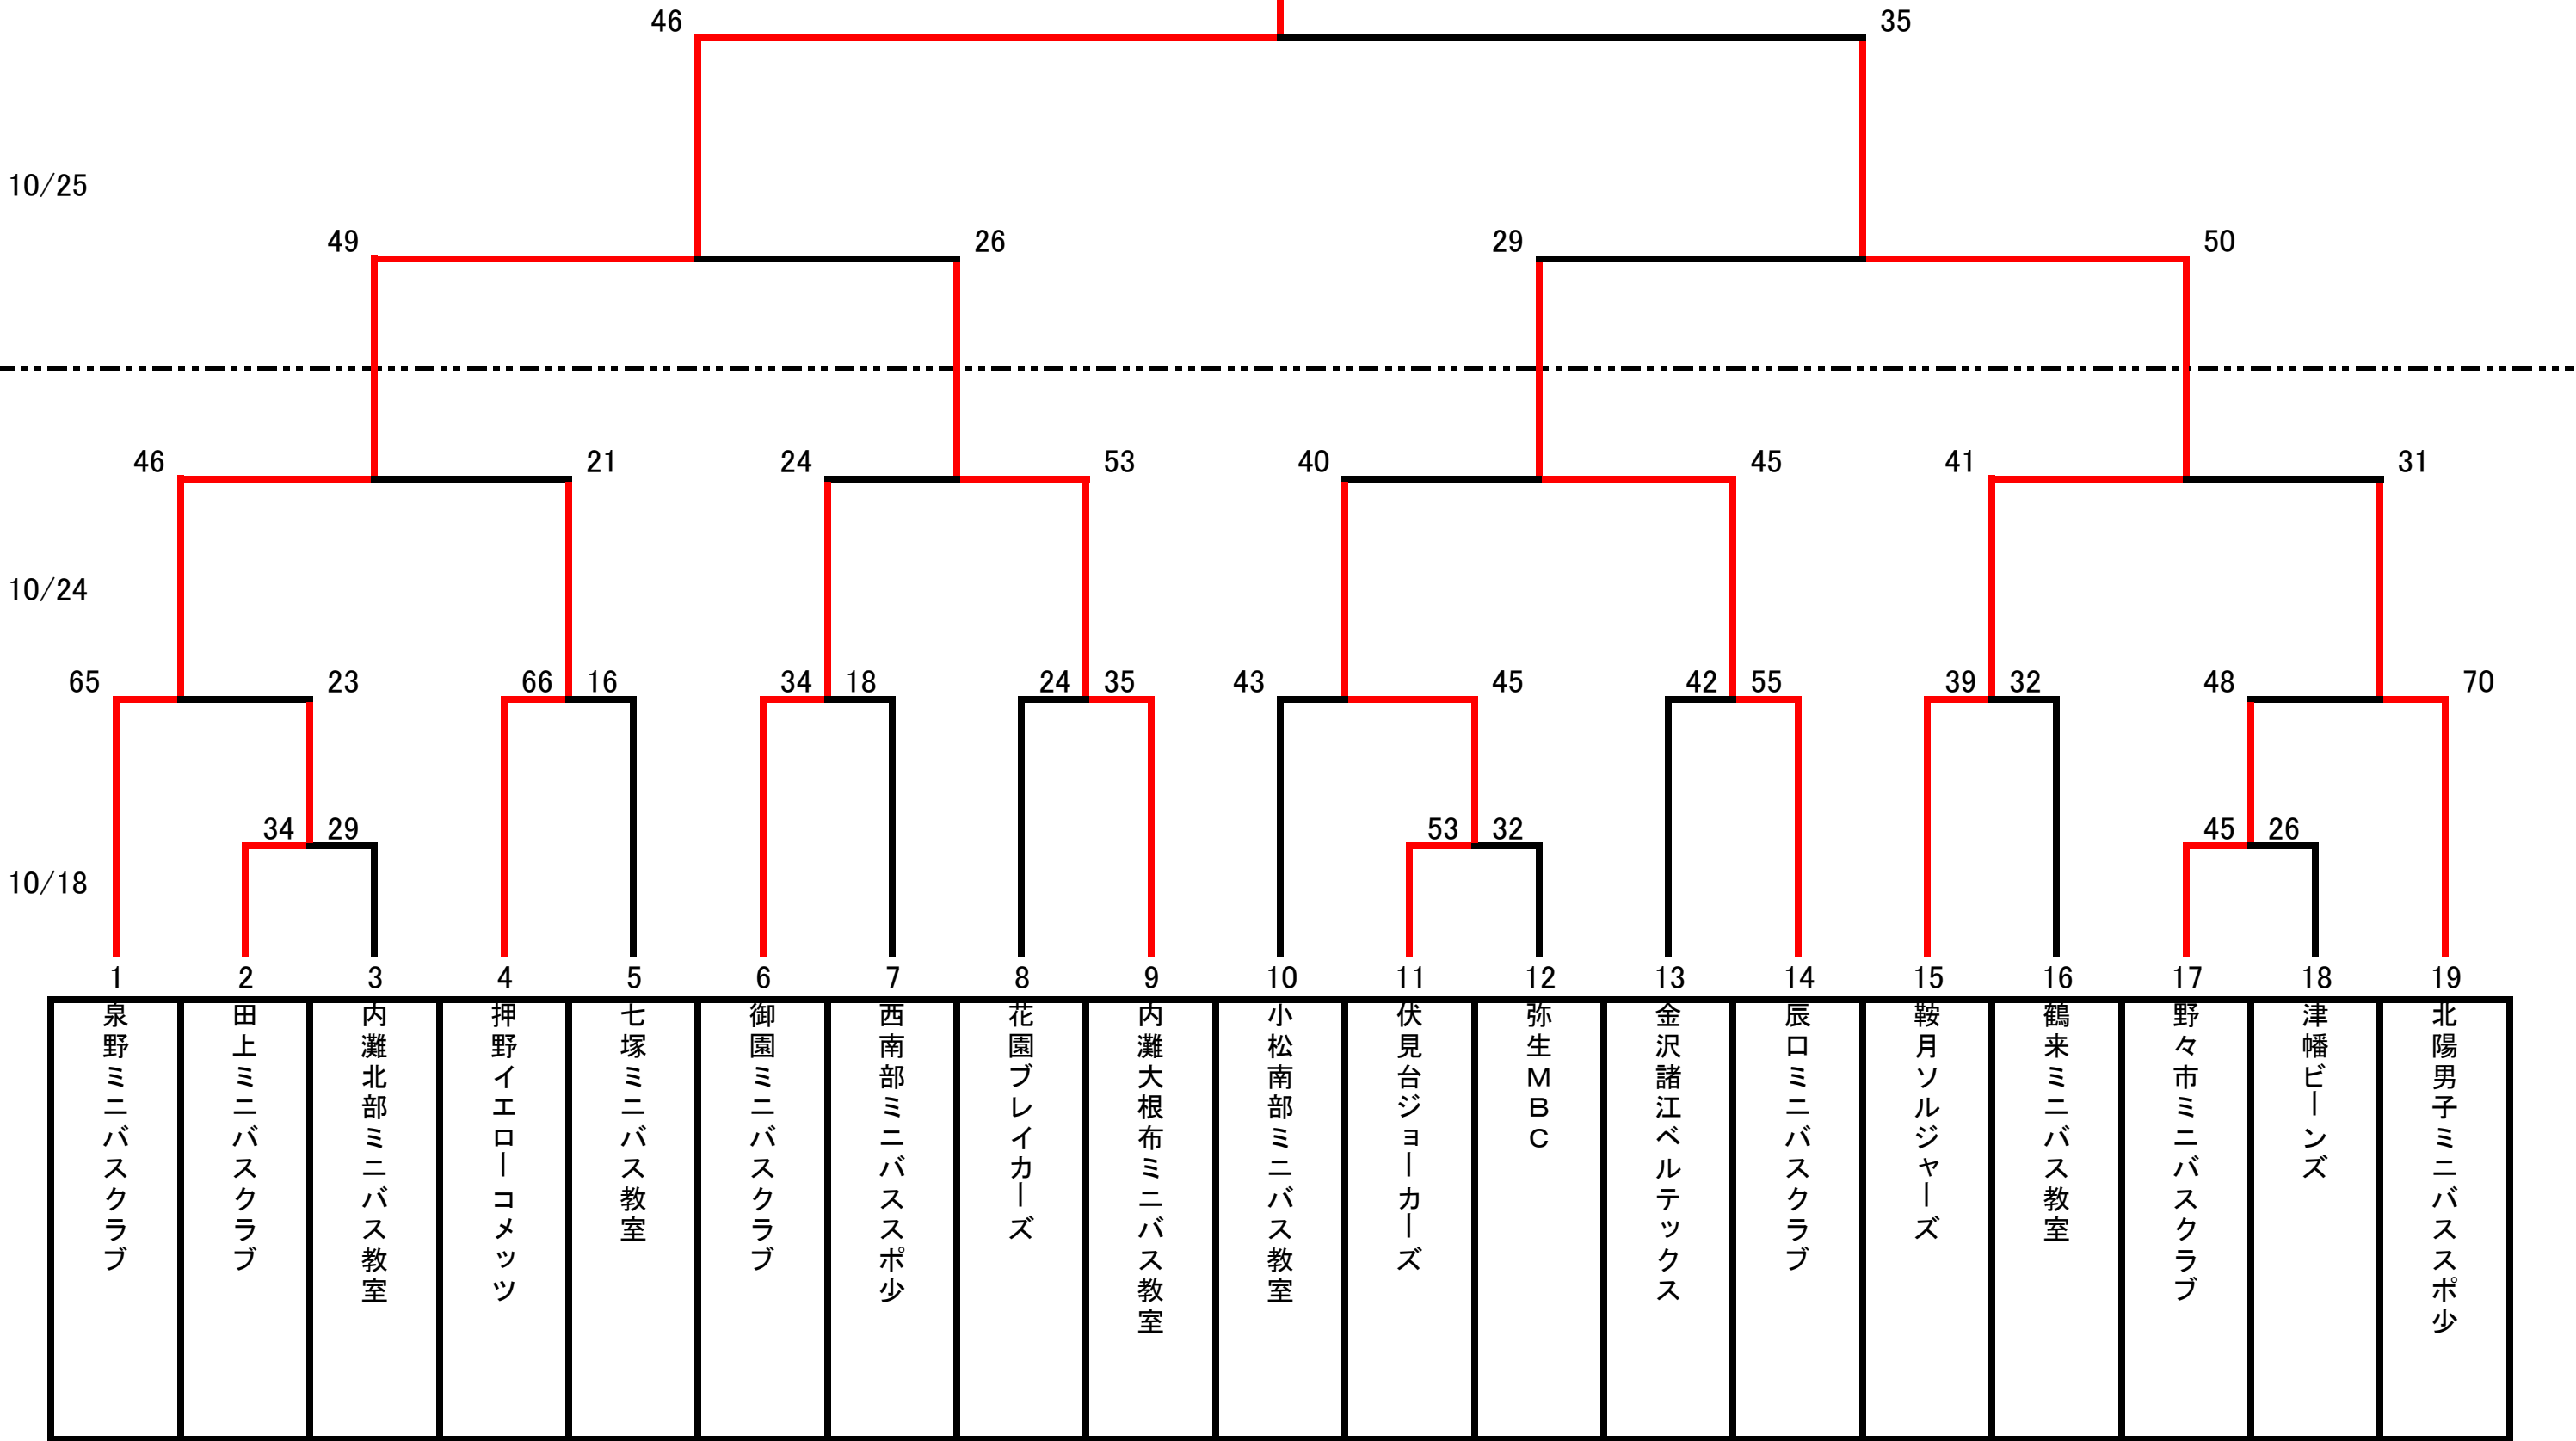 46 35
10/25
49 26 29 50
46 21 24 53 40 45 41 31
10/24
65 23 66 16 34 18 24 35 43 45 42 55 39 32 48 70
34 29 53 32 45 26
10/18
1 2 3 4 5 6 7 8 9 10 11 12 13 14 15 16 17 18 19
泉野ミニバスクラブ
田上ミニバスクラブ
内灘北部ミニバス教室
押野イエローコメッツ
七塚ミニバス教室
御園ミニバスクラブ
西南部ミニバススポ少
花園ブレイカーズ
内灘大根布ミニバス教室
小松南部ミニバス教室
伏見台ジョーカーズ
弥生MBC
金沢諸江ベルテックス
辰口ミニバスクラブ
鞍月ソルジャーズ
鶴来ミニバス教室
野々市ミニバスクラブ
津幡ビーンズ
北陽男子ミニバススポ少